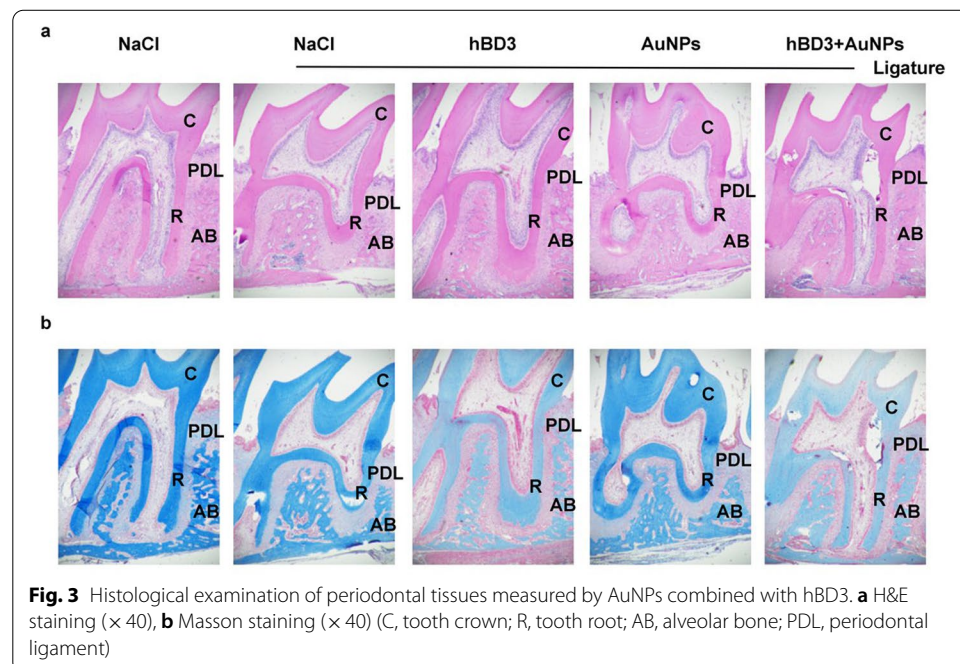 a
NaCl NaCl hBD3 AuNPs hBD3+AuNPs
Ligature
C C C C C
PDL PDL PDL PDL PDL
R R R R R
AB AB AB AB AB
b
C C C C C
PDL PDL PDL PDL PDL
R R R R R
AB AB AB AB AB
Fig. 3 Histological examination of periodontal tissues measured by AuNPs combined with hBD3. a H&E
staining (× 40), b Masson staining (× 40) (C, tooth crown; R, tooth root; AB, alveolar bone; PDL, periodontal
ligament)